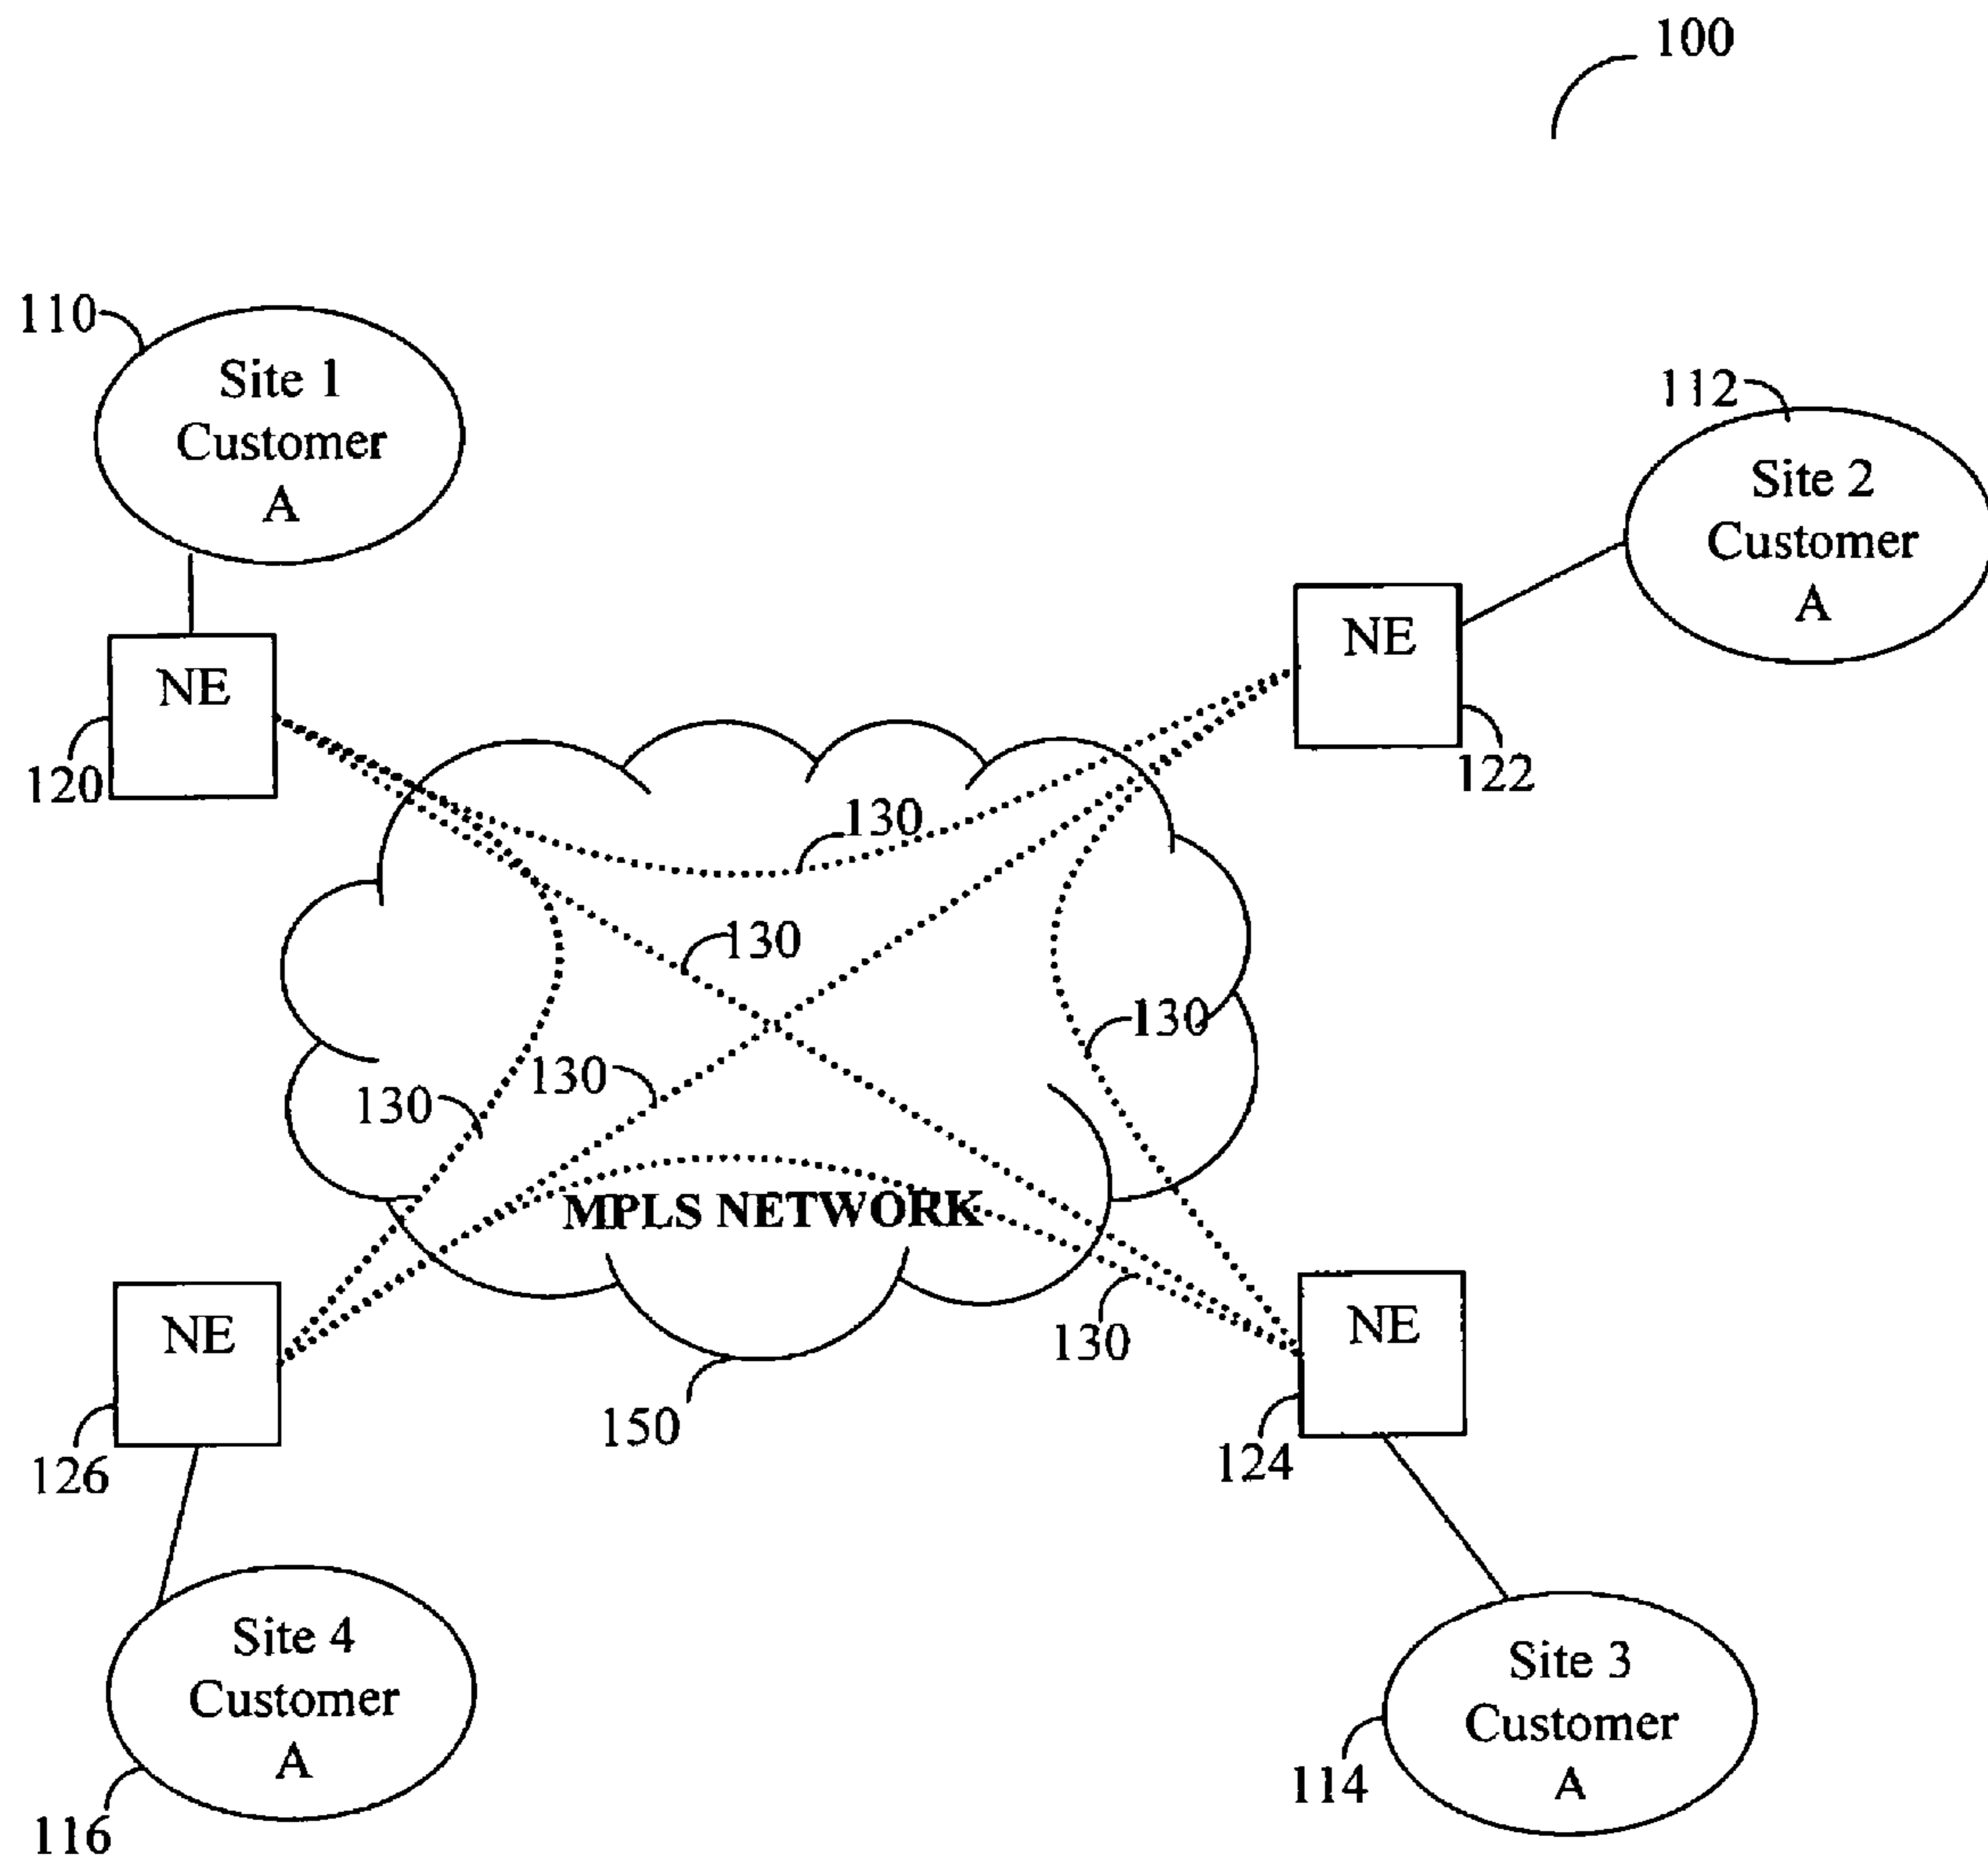 100
110
Site 1
Customer
A
112
Site 2
Customer
A
NE
NE
120
122
130
130
130
130
130
MPLS NETWORK
NE
NE
130
150
126
124
Site 4
Customer
A
Site 3
Customer
A
114
116